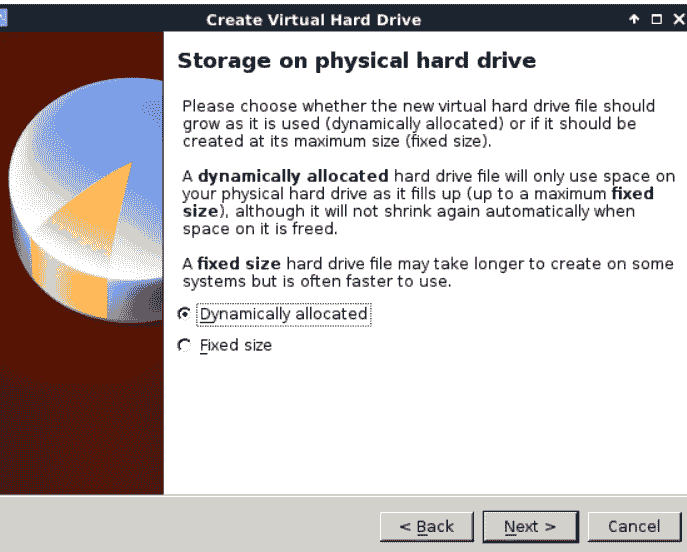 Create Virtual Hard Drive
Storage on physical hard drive
Please choose whether the new virtual hard drive file should
grow as it is used (dynamically allocated) or if it should be
created at its maximum size (fixed size).
A dynamically allocated hard drive file will only use space on
your physical hard drive as it fills up (up to a maximum fixed
size), although it will not shrink again automatically when
space on it is freed.
A fixed size hard drive file may take longer to create on some
systems but is often faster to use.
Dynamically allocated
Fixed size
< Back Next > Cancel